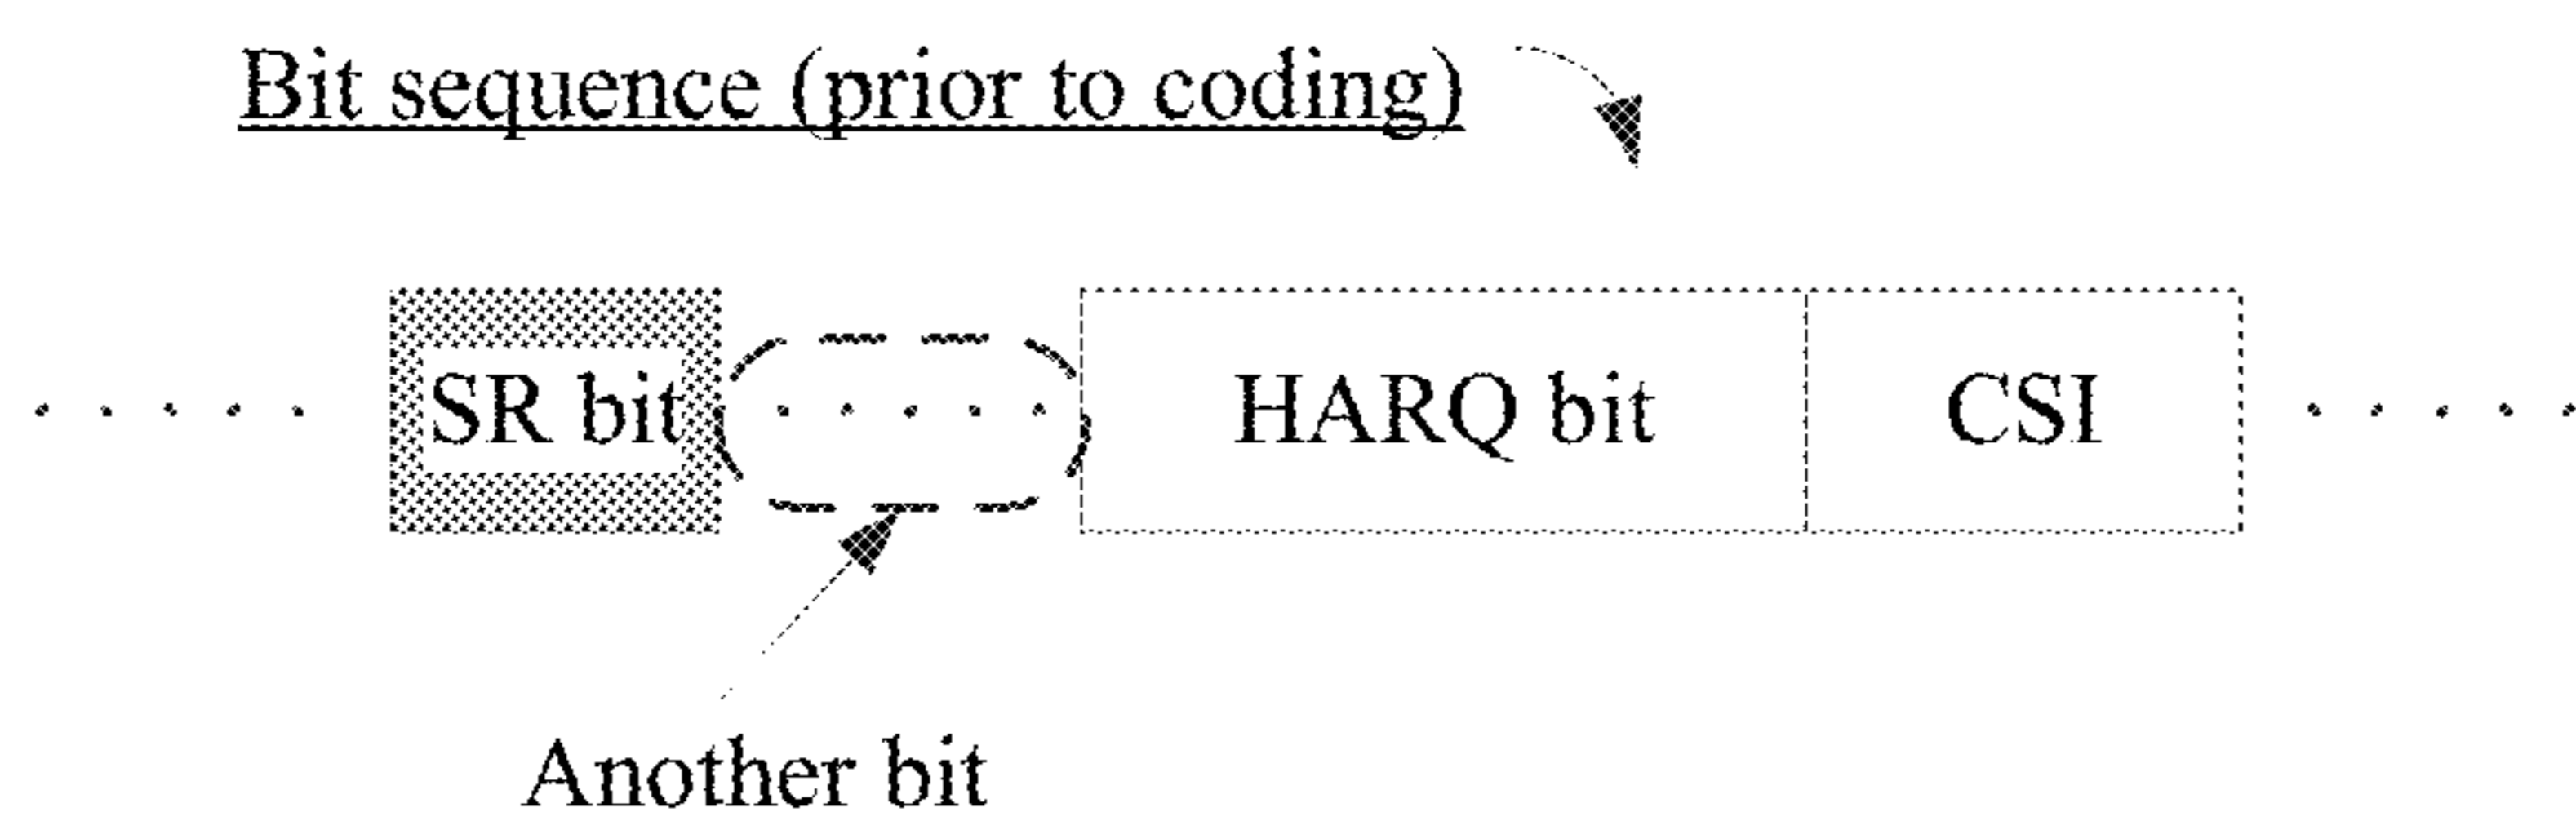 Bit sequence (prior to coding)
SR bit HARQ bit CSI
Another bit